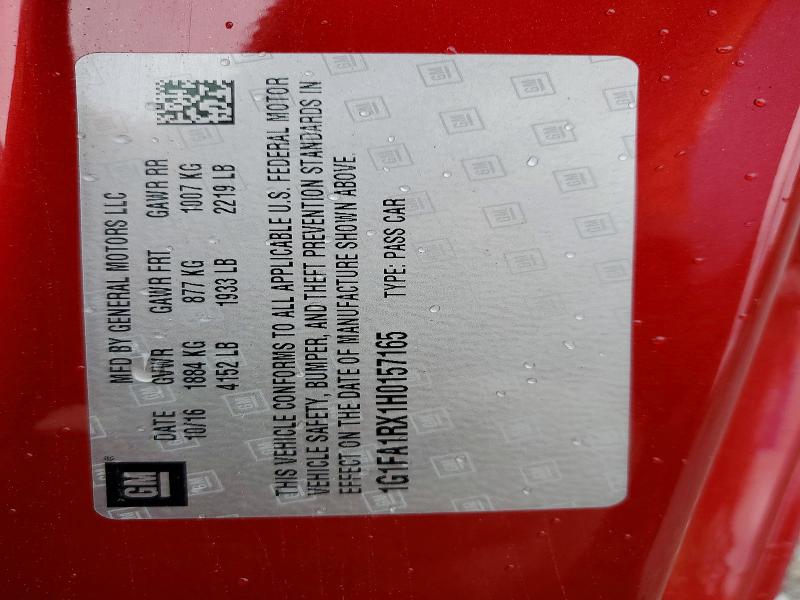 GM
MFD BY GENERAL MOTORS LLC
DATE GVWR GAWR FRT GAWR RR
10/16 1884 KG 877 KG 1007 KG
4152 LB 1933 LB 2219 LB
THIS VEHICLE CONFORMS TO ALL APPLICABLE U.S. FEDERAL MOTOR
VEHICLE SAFETY, BUMPER, AND THEFT PREVENTION STANDARDS IN
EFFECT ON THE DATE OF MANUFACTURE SHOWN ABOVE.
1G1FA1RX1H0157165 TYPE: PASS CAR